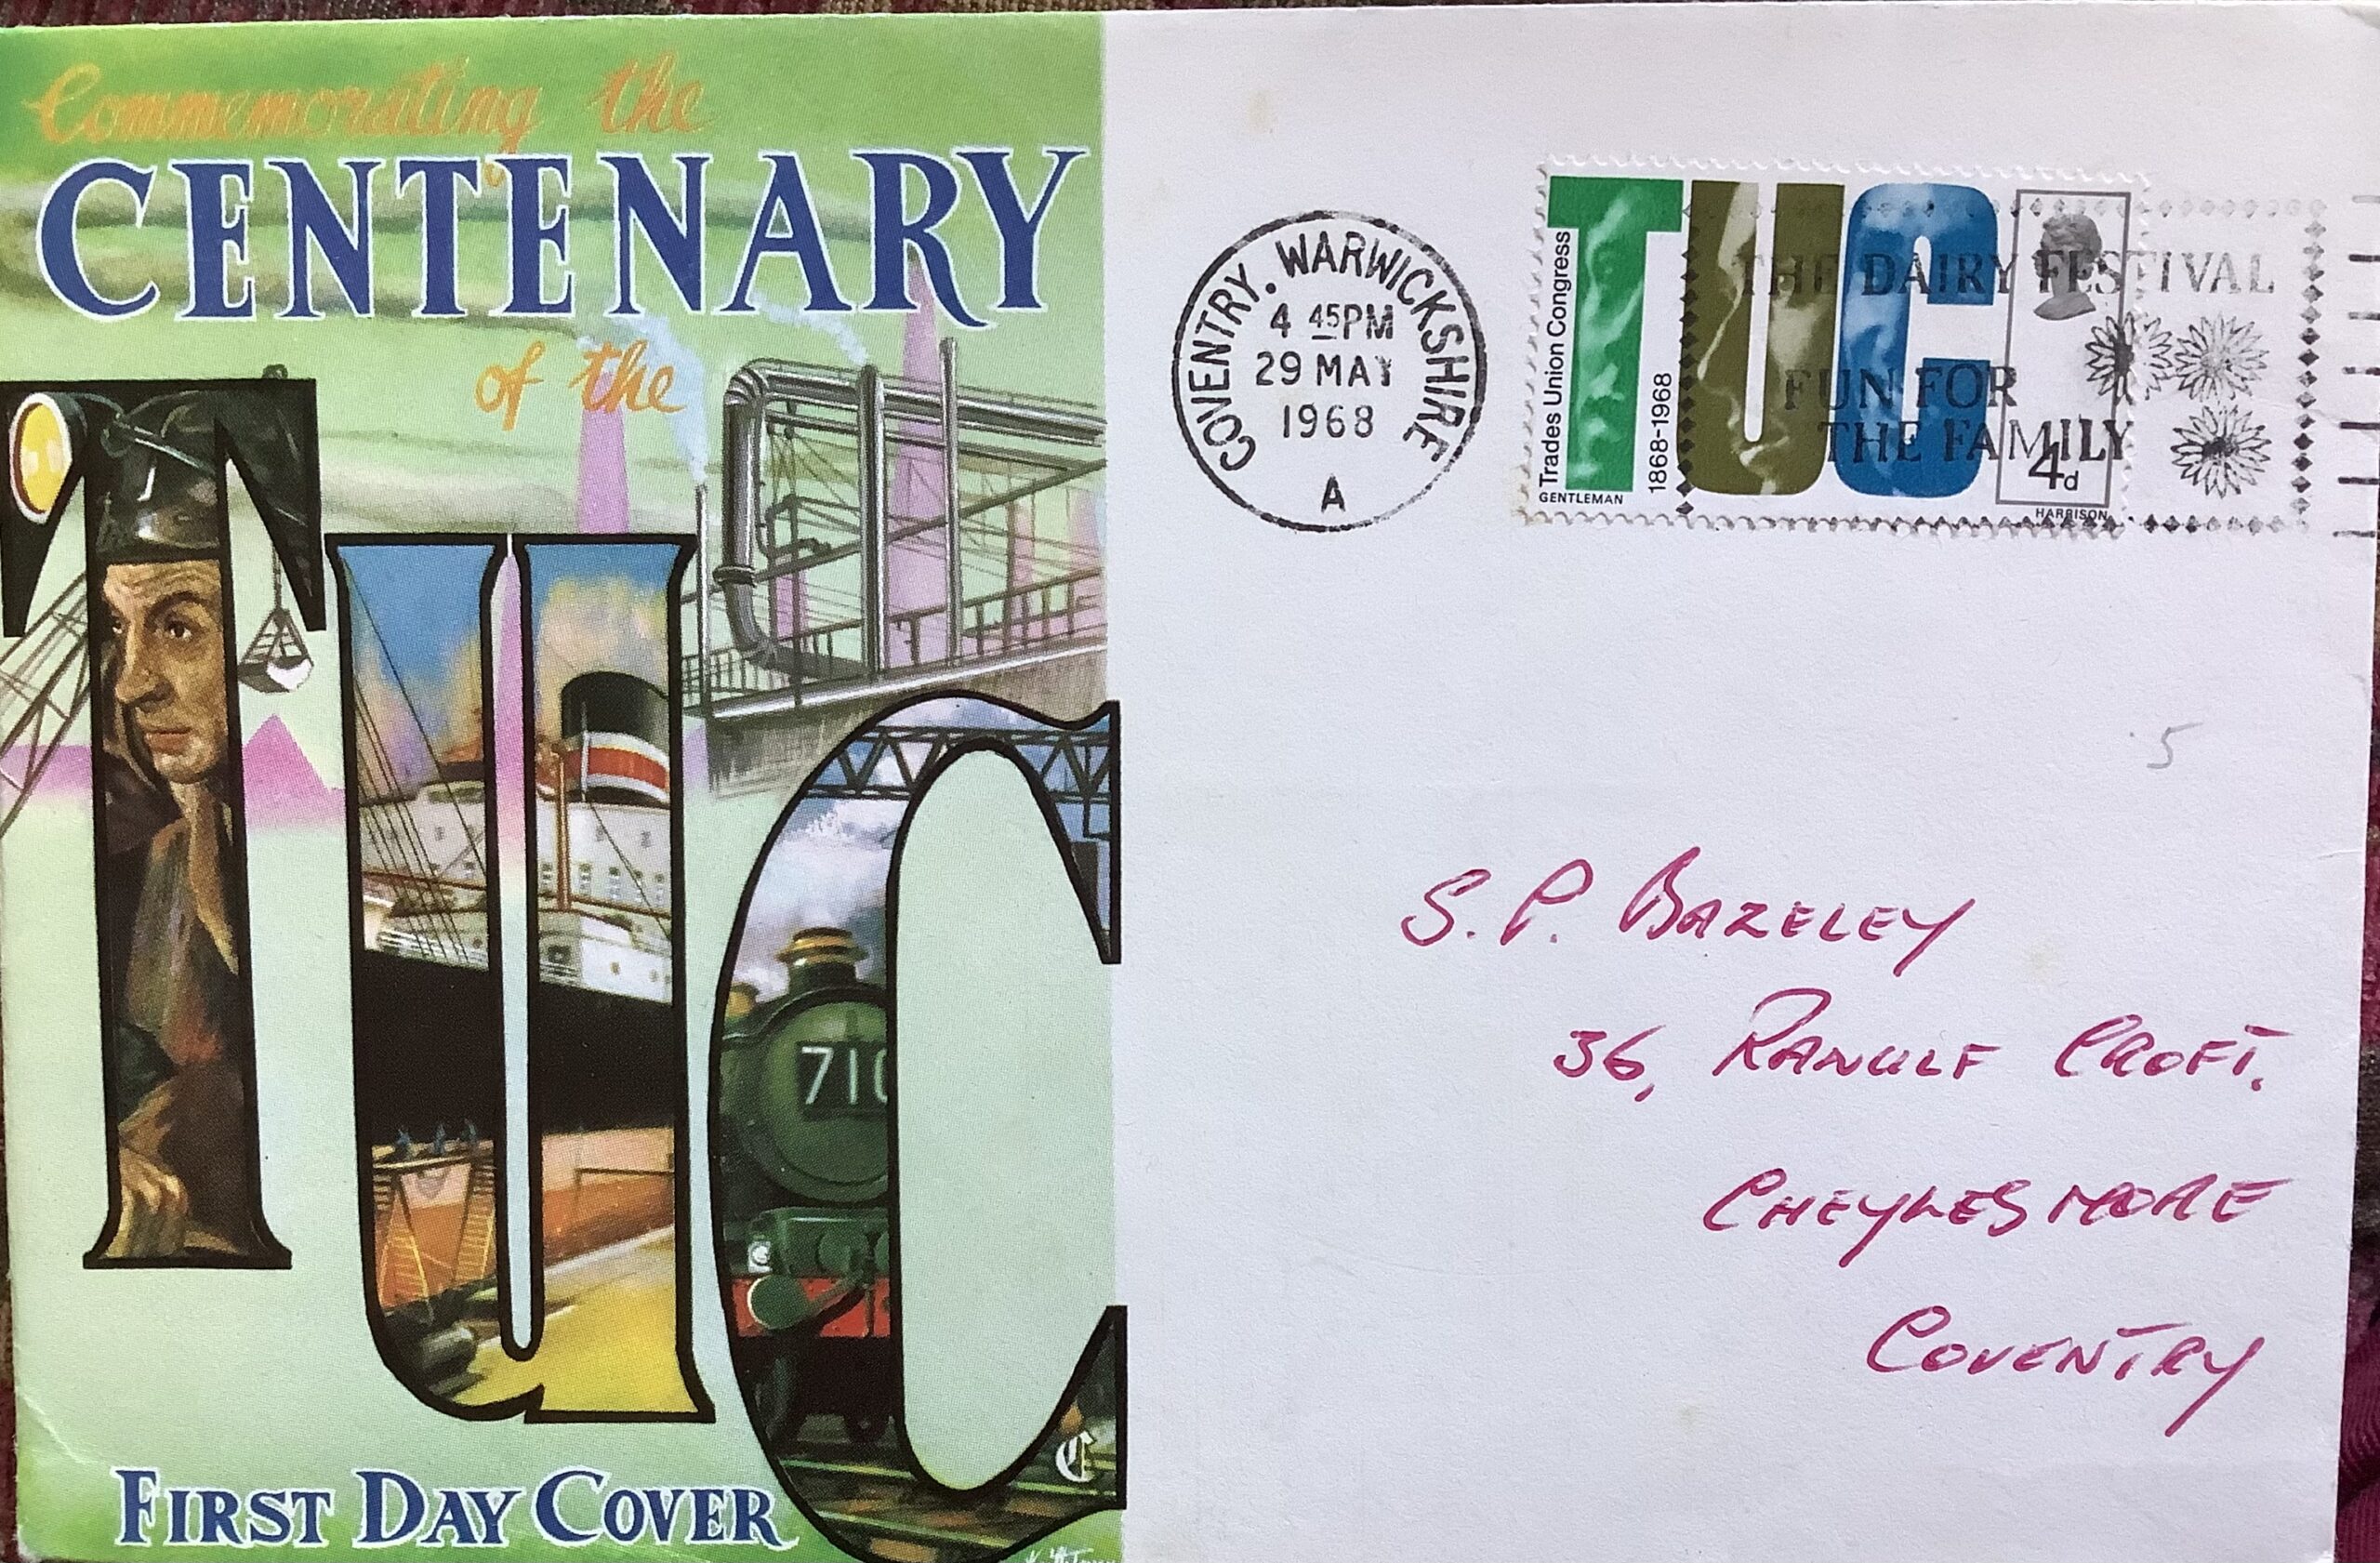 Commemorating the
CENTENARY
of the
TUC
710
FIRST DAY COVER
COVENTRY. WARWICKSHIRE
4 45PM
29 MAY
1968
A
Trades Union Congress
1868-1968
TUC
4d
GENTLEMAN
HARRISON
THE DAIRY FESTIVAL
FUN FOR
THE FAMILY
5
S. P. BAZELEY
36, RANULF CROFT.
CHEYLESMORE
COVENTRY